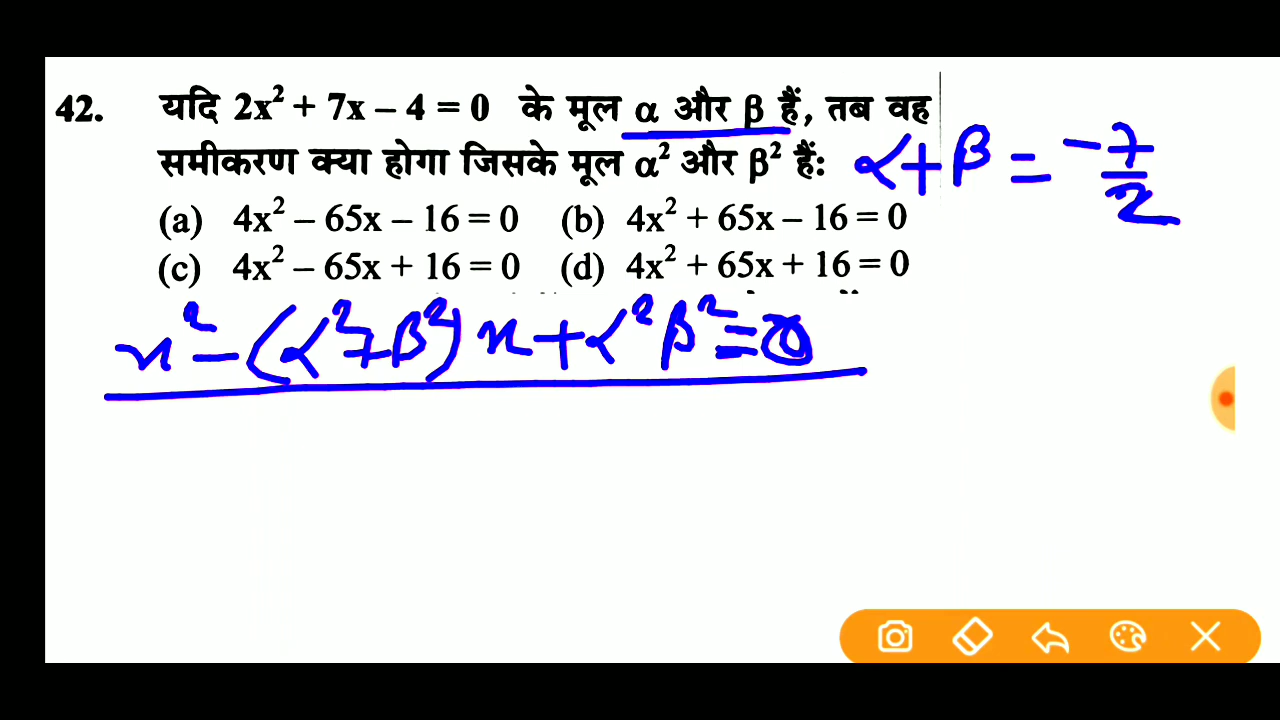 42. यदि 2x² + 7x – 4 = 0 के मूल α और β हैं, तब वह
समीकरण क्या होगा जिसके मूल α² और β² हैं:
α+β = -7/2
(a) 4x² – 65x – 16 = 0 (b) 4x² + 65x – 16 = 0
(c) 4x² – 65x + 16 = 0 (d) 4x² + 65x + 16 = 0
x² – (α²+β²)x + α²β² = 0